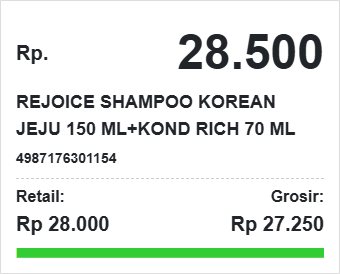 Rp. 28.500
REJOICE SHAMPOO KOREAN
JEJU 150 ML+KOND RICH 70 ML
4987176301154
Retail: Grosir:
Rp 28.000 Rp 27.250